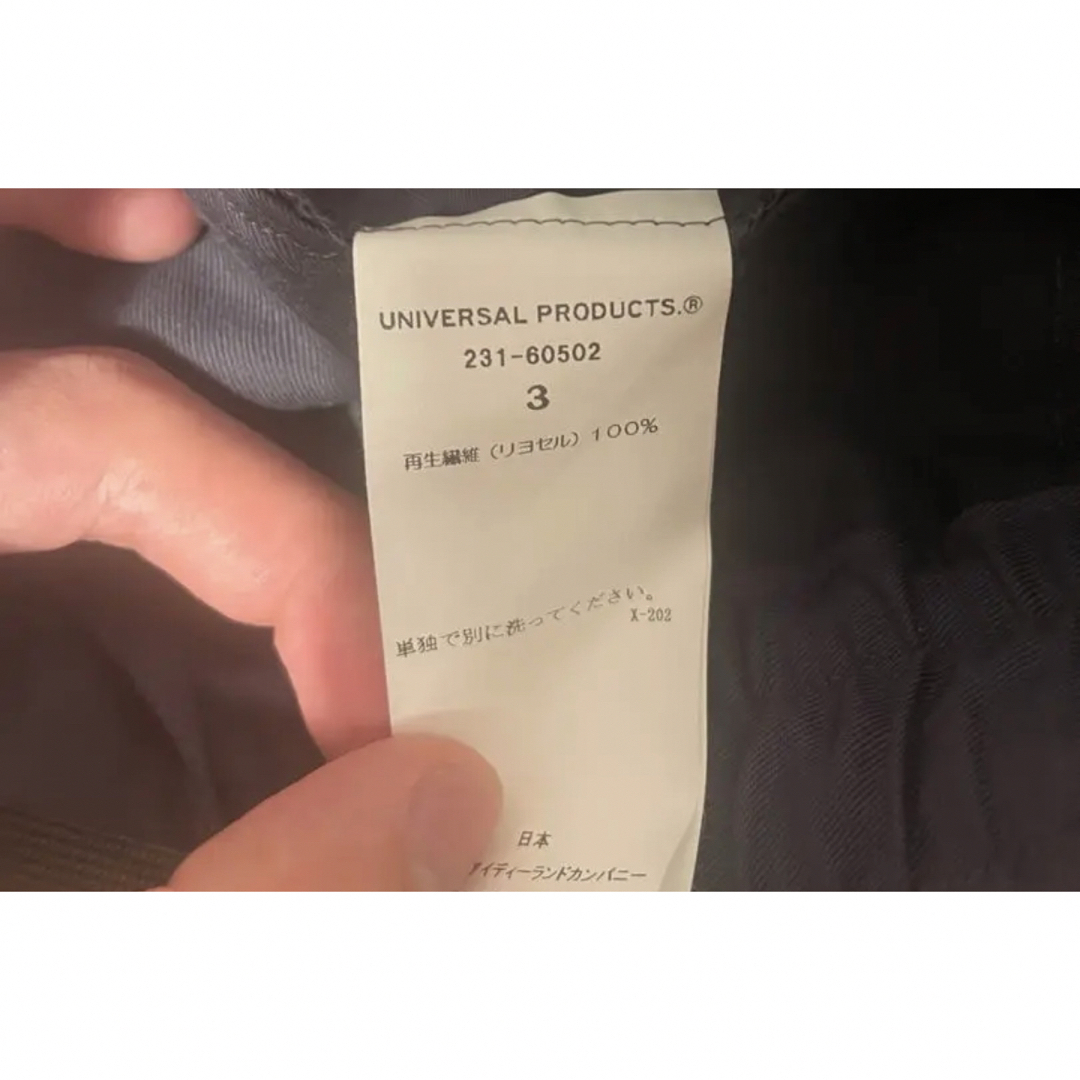 UNIVERSAL PRODUCTS.®
231-60502
3
再生繊維（リヨセル）100%
単独で別に洗ってください。
X-202
日本
アイディーランドカンパニー